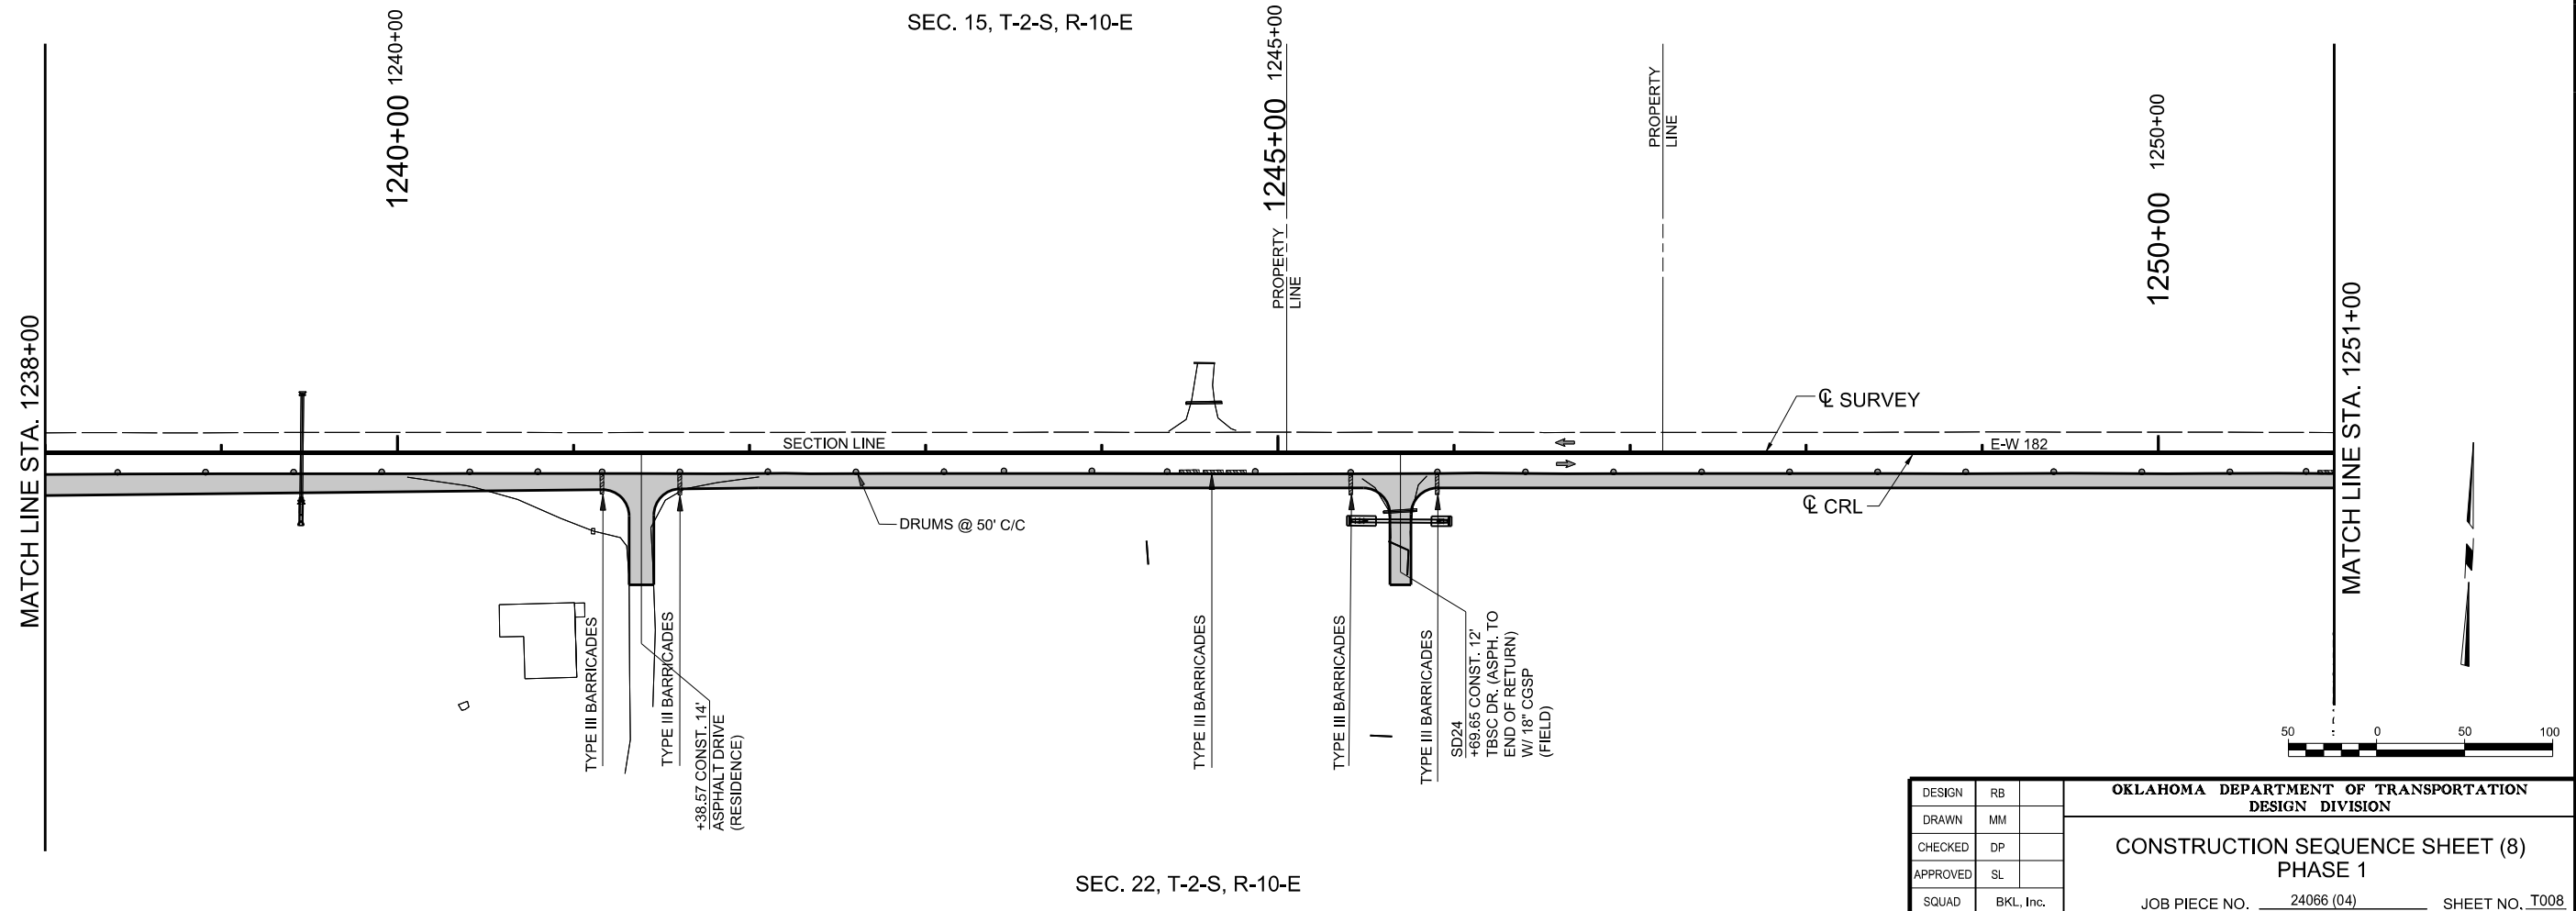 SEC. 15, T-2-S, R-10-E
1240+00
1240+00
1245+00
1245+00
1250+00
1250+00
PROPERTY
LINE
PROPERTY
LINE
MATCH LINE STA. 1238+00
MATCH LINE STA. 1251+00
℄ SURVEY
SECTION LINE
E-W 182
℄ CRL
DRUMS @ 50' C/C
TYPE III BARRICADES
TYPE III BARRICADES
+38.57 CONST. 14'
ASPHALT DRIVE
(RESIDENCE)
TYPE III BARRICADES
TYPE III BARRICADES
TYPE III BARRICADES
SD24
+69.65 CONST. 12'
TBSC DR. (ASPH. TO
END OF RETURN)
W/ 18" CGSP
(FIELD)
N
50 0 50 100
SEC. 22, T-2-S, R-10-E
DESIGN RB
DRAWN MM
CHECKED DP
APPROVED SL
SQUAD BKL, Inc.
OKLAHOMA DEPARTMENT OF TRANSPORTATION
DESIGN DIVISION
CONSTRUCTION SEQUENCE SHEET (8)
PHASE 1
JOB PIECE NO. 24066 (04) SHEET NO. T008